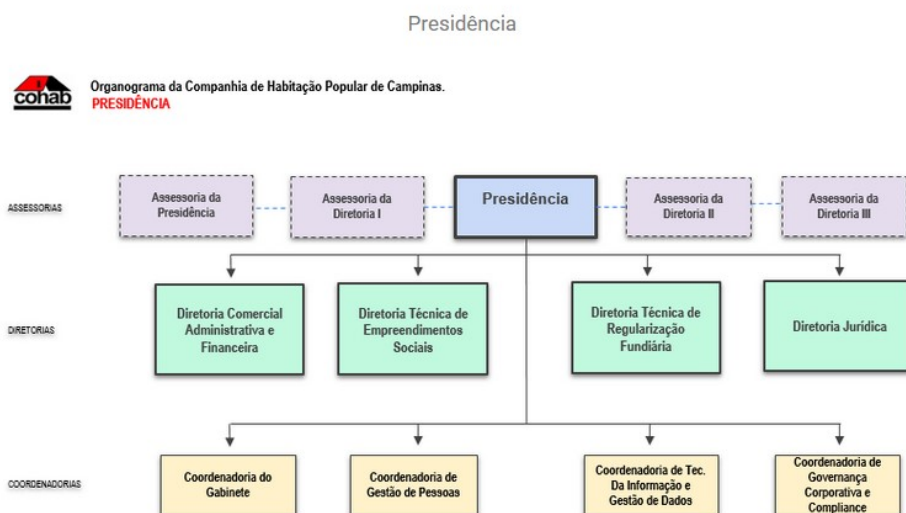 Presidência
cohab
Organograma da Companhia de Habitação Popular de Campinas.
PRESIDÊNCIA
ASSESSORIAS
Assessoria da
Presidência
Assessoria da
Diretoria I
Presidência
Assessoria da
Diretoria II
Assessoria da
Diretoria III
DIRETORIAS
Diretoria Comercial
Administrativa e
Financeira
Diretoria Técnica de
Empreendimentos
Sociais
Diretoria Técnica de
Regularização
Fundiária
Diretoria Jurídica
COORDENADORIAS
Coordenadoria do
Gabinete
Coordenadoria de
Gestão de Pessoas
Coordenadoria de Tec.
Da Informação e
Gestão de Dados
Coordenadoria de
Governança
Corporativa e
Compliance